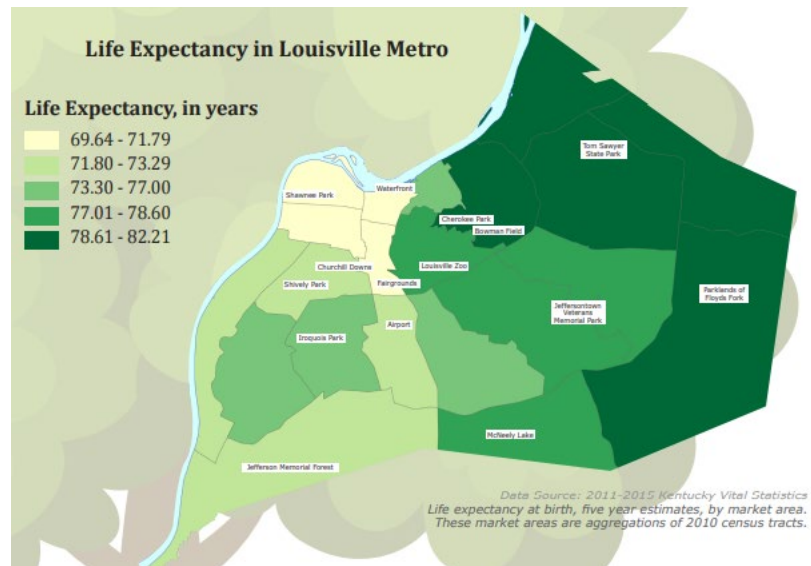 Life Expectancy in Louisville Metro
Life Expectancy, in years
69.64 - 71.79
71.80 - 73.29
73.30 - 77.00
77.01 - 78.60
78.61 - 82.21
Tom Sawyer
State Park
Waterfront
Shawnee Park
Cherokee Park
Bowman Field
Churchill Downs
Louisville Zoo
Shively Park
Fairgrounds
Parklands of
Floyds Fork
Jeffersontown
Veterans
Memorial Park
Airport
Iroquois Park
McNeely Lake
Jefferson Memorial Forest
Data Source: 2011-2015 Kentucky Vital Statistics
Life expectancy at birth, five year estimates, by market area.
These market areas are aggregations of 2010 census tracts.